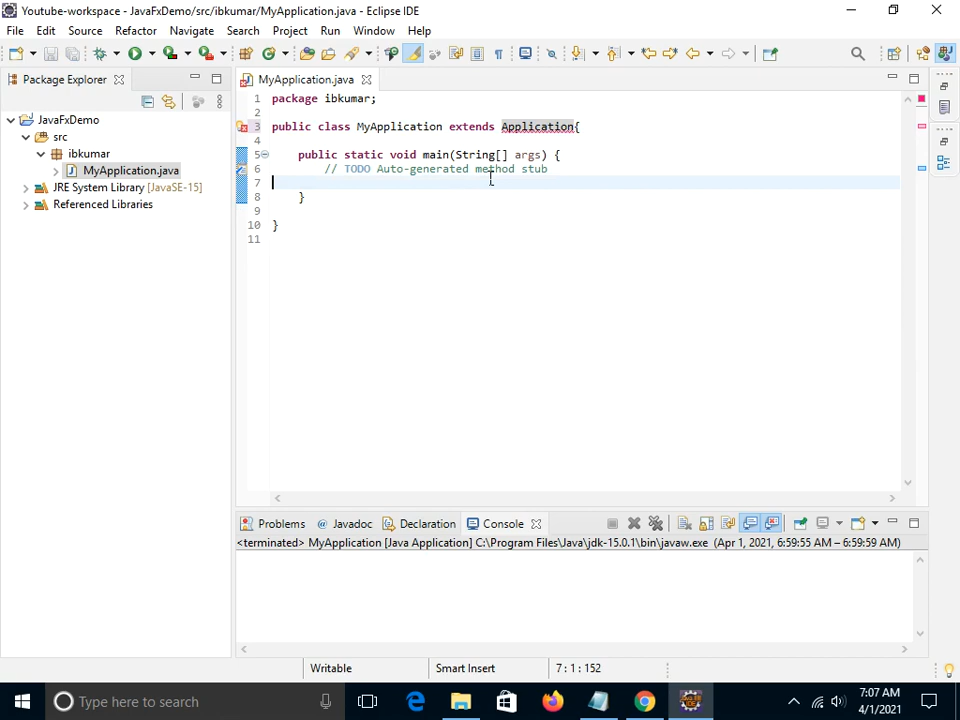 Youtube-workspace - JavaFxDemo/src/ibkumar/MyApplication.java - Eclipse IDE
File Edit Source Refactor Navigate Search Project Run Window Help
Package Explorer
JavaFxDemo
src
ibkumar
MyApplication.java
JRE System Library [JavaSE-15]
Referenced Libraries
MyApplication.java
1 package ibkumar;
2
3 public class MyApplication extends Application{
4
5 public static void main(String[] args) {
6 // TODO Auto-generated method stub
7
8 }
9
10 }
11
Problems @ Javadoc Declaration Console
<terminated> MyApplication [Java Application] C:\Program Files\Java\jdk-15.0.1\bin\javaw.exe (Apr 1, 2021, 6:59:55 AM – 6:59:59 AM)
Writable Smart Insert 7 : 1 : 152
Type here to search
7:07 AM
4/1/2021